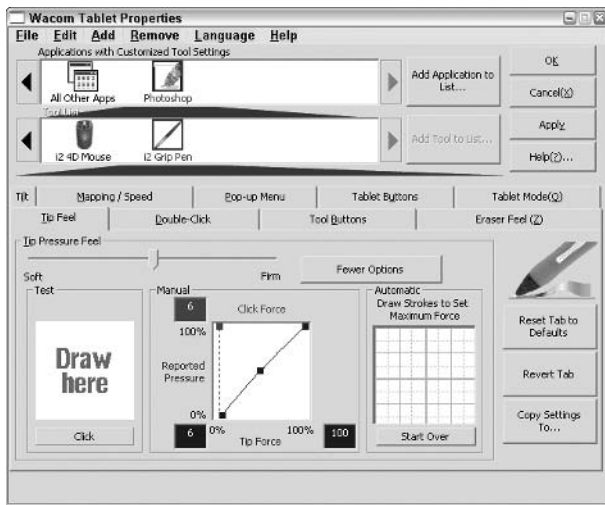 Wacom Tablet Properties
File Edit Add Remove Language Help
Applications with Customized Tool Settings
All Other Apps Photoshop
Add Application to List...
OK
Cancel(X)
Tool List
i2 4D Mouse i2 Grip Pen
Add Tool to List...
Apply
Help(?)...
Tilt Mapping / Speed Pop-up Menu Tablet Buttons Tablet Mode(Q)
Tip Feel Double-Click Tool Buttons Eraser Feel (Z)
Tip Pressure Feel
Soft Firm
Fewer Options
Test
Draw
here
Click
Manual
6 Click Force
100%
Reported
Pressure
0%
6 0% 100% 100
Tip Force
Automatic
Draw Strokes to Set
Maximum Force
Start Over
Reset Tab to
Defaults
Revert Tab
Copy Settings
To...